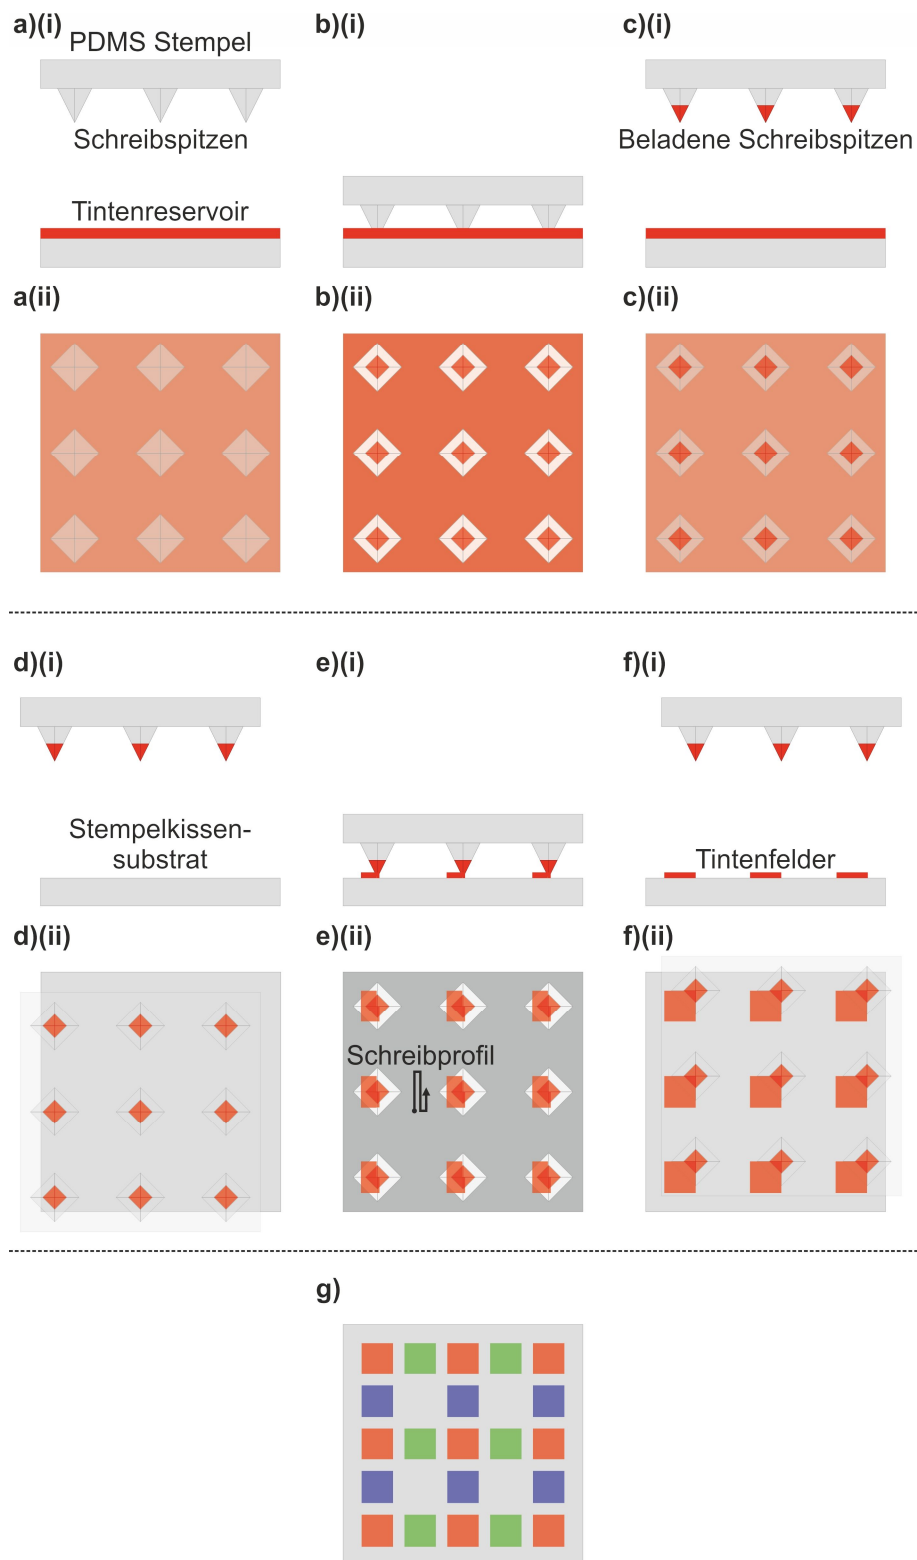 a)(i)
b)(i)
c)(i)
PDMS Stempel
Schreibspitzen
Beladene Schreibspitzen
Tintenreservoir
a(ii)
b)(ii)
c)(ii)
d)(i)
e)(i)
f)(i)
Stempelkissen-
substrat
Tintenfelder
d)(ii)
e)(ii)
f)(ii)
Schreibprofil
g)